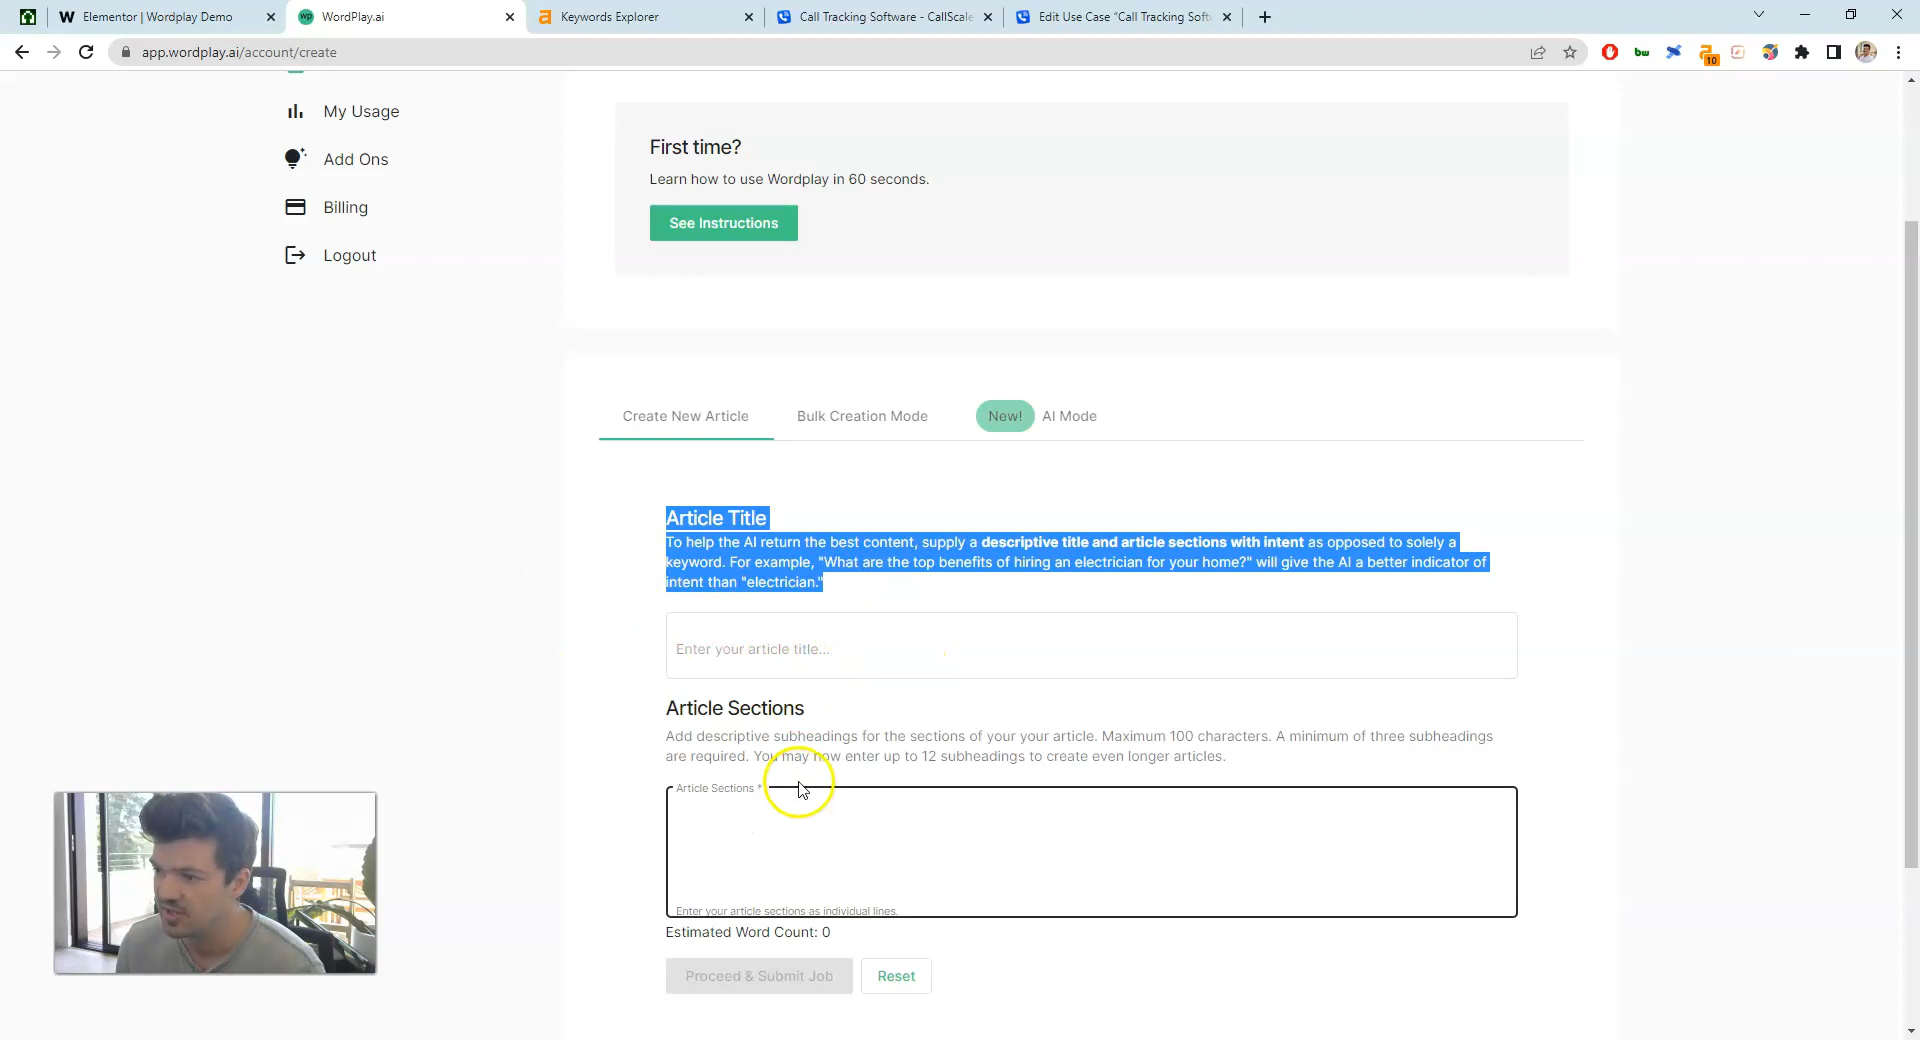 Elementor | Wordplay Demo
WordPlay.ai
Keywords Explorer
Call Tracking Software - CallScale
Edit Use Case "Call Tracking Soft
app.wordplay.ai/account/create
10
My Usage
Add Ons
Billing
Logout
First time?
Learn how to use Wordplay in 60 seconds.
See Instructions
Create New Article
Bulk Creation Mode
New! AI Mode
Article Title
To help the AI return the best content, supply a descriptive title and article sections with intent as opposed to solely a
keyword. For example, "What are the top benefits of hiring an electrician for your home?" will give the AI a better indicator of
intent than "electrician."
Enter your article title...
Article Sections
Add descriptive subheadings for the sections of your your article. Maximum 100 characters. A minimum of three subheadings
are required. You may now enter up to 12 subheadings to create even longer articles.
Article Sections *
Enter your article sections as individual lines.
Estimated Word Count: 0
Proceed & Submit Job
Reset